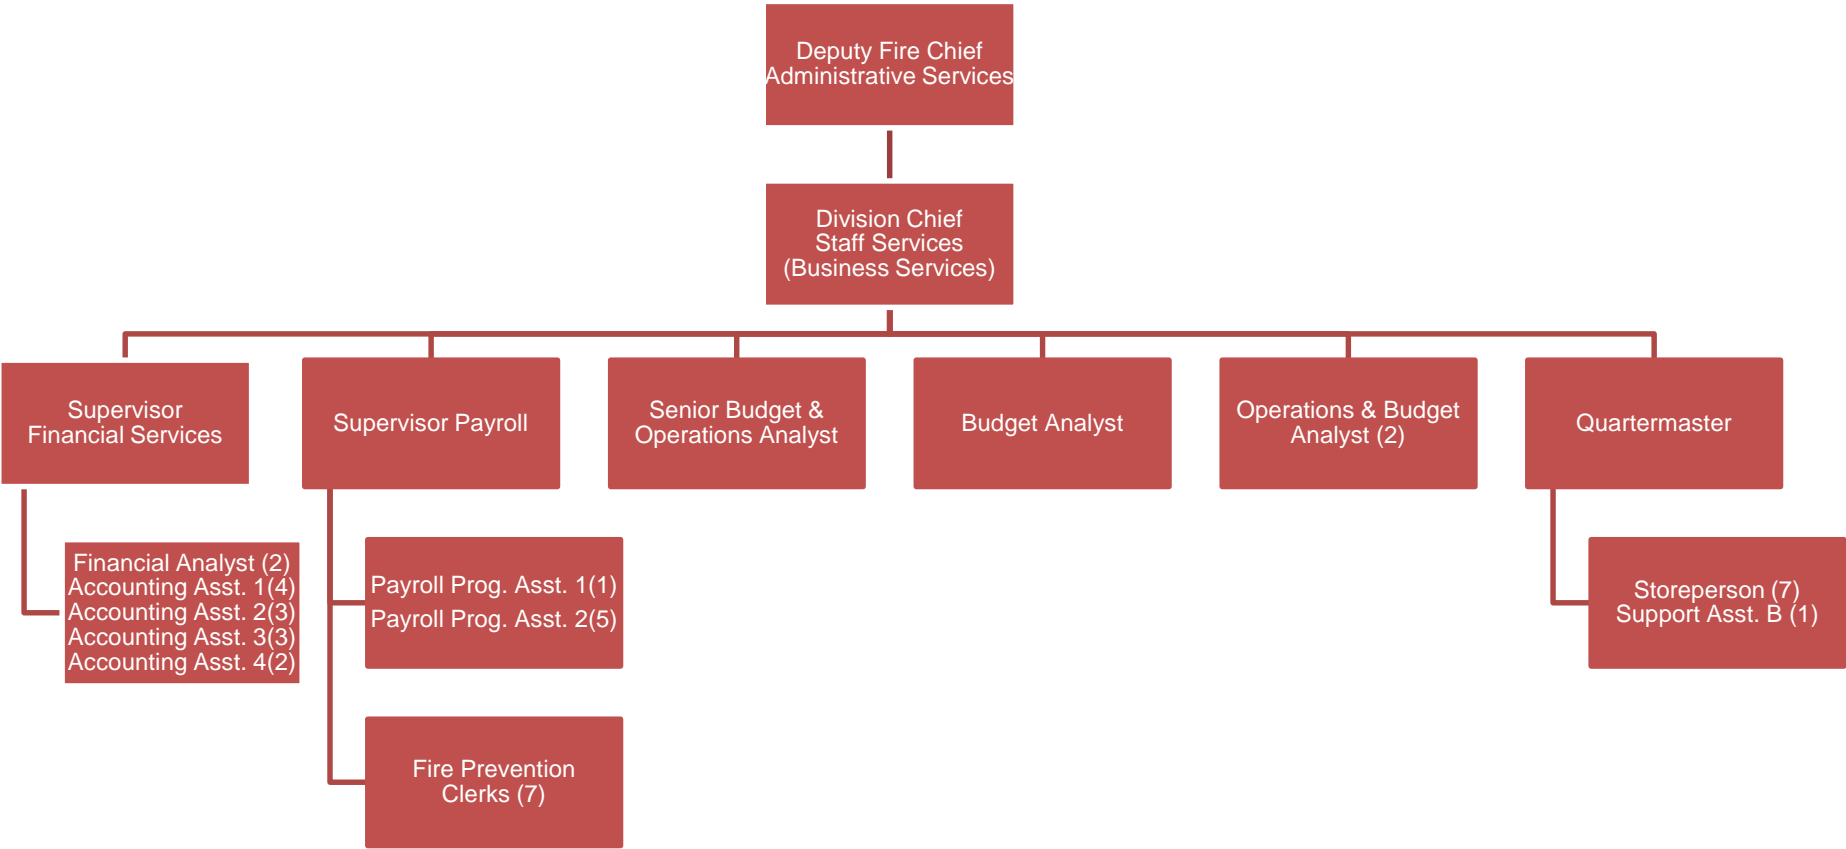 Deputy Fire Chief
Administrative Services
Division Chief
Staff Services
(Business Services)
Supervisor
Financial Services
Supervisor Payroll
Senior Budget &
Operations Analyst
Budget Analyst
Operations & Budget
Analyst (2)
Quartermaster
Financial Analyst (2)
Accounting Asst. 1(4)
Accounting Asst. 2(3)
Accounting Asst. 3(3)
Accounting Asst. 4(2)
Payroll Prog. Asst. 1(1)
Payroll Prog. Asst. 2(5)
Storeperson (7)
Support Asst. B (1)
Fire Prevention
Clerks (7)